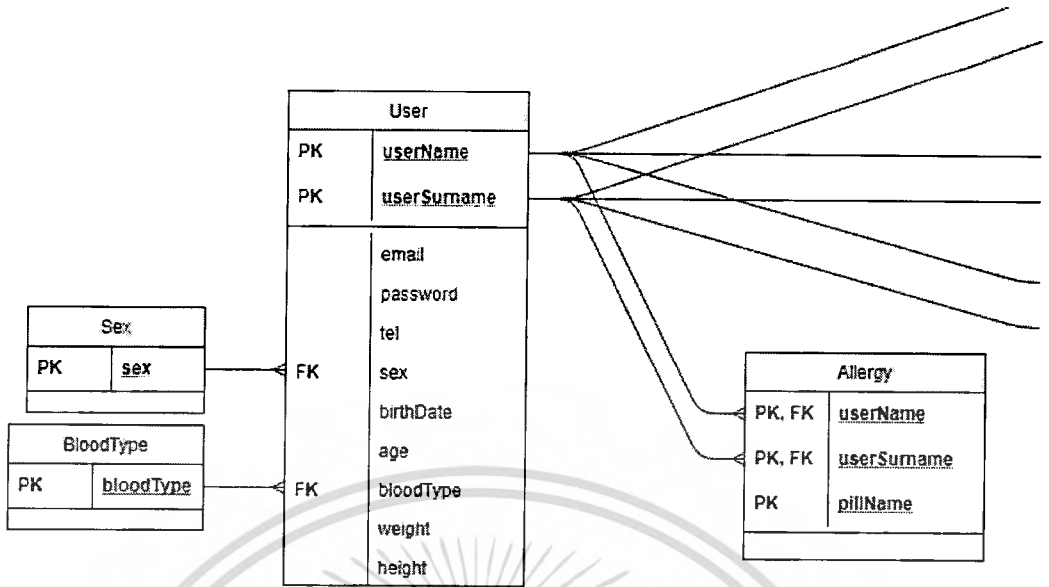 User
PK userName
PK userSurname
email
password
tel
FK sex
birthDate
age
FK bloodType
weight
height
Sex
PK sex
BloodType
PK bloodType
Allergy
PK, FK userName
PK, FK userSurname
PK pillName